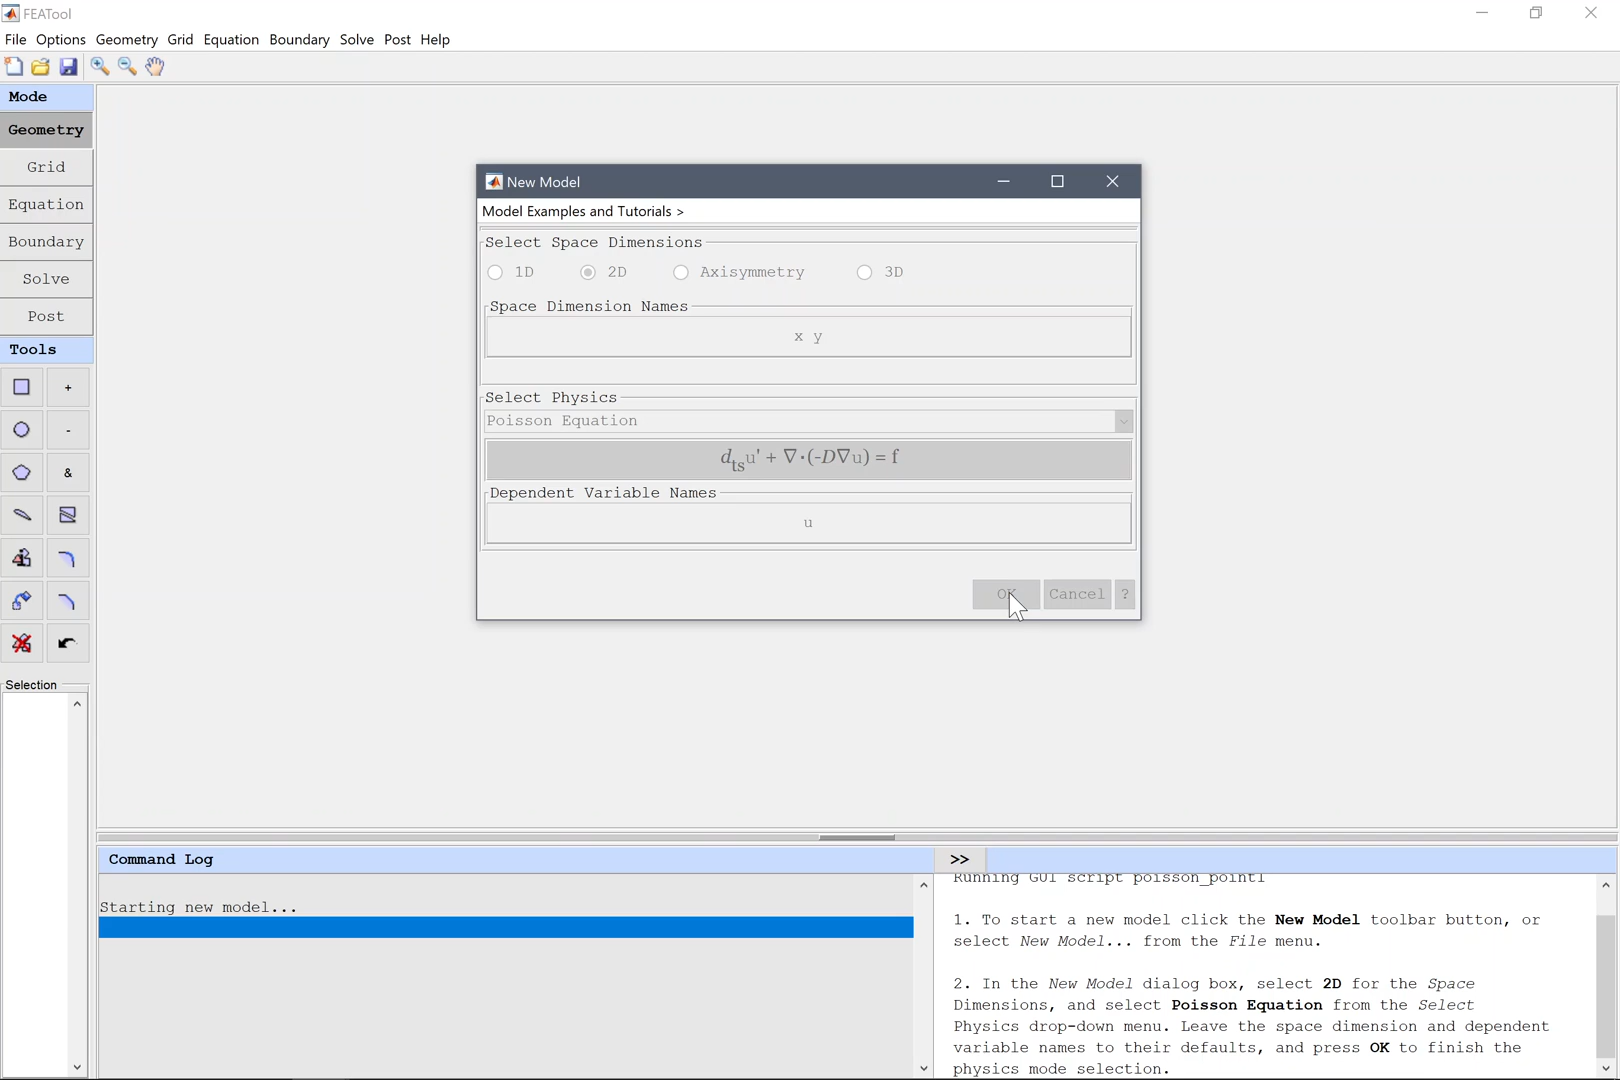 FEATool
File Options Geometry Grid Equation Boundary Solve Post Help
Mode
Geometry
Grid
Equation
Boundary
Solve
Post
Tools
+
-
&
Selection
New Model
Model Examples and Tutorials >
Select Space Dimensions
1D 2D Axisymmetry 3D
Space Dimension Names
x y
Select Physics
Poisson Equation
d_ts u' + ∇·(-D∇u) = f
Dependent Variable Names
u
OK Cancel ?
Command Log
Starting new model...
>>
Running GUI script poisson_point1
1. To start a new model click the New Model toolbar button, or
select New Model... from the File menu.
2. In the New Model dialog box, select 2D for the Space
Dimensions, and select Poisson Equation from the Select
Physics drop-down menu. Leave the space dimension and dependent
variable names to their defaults, and press OK to finish the
physics mode selection.